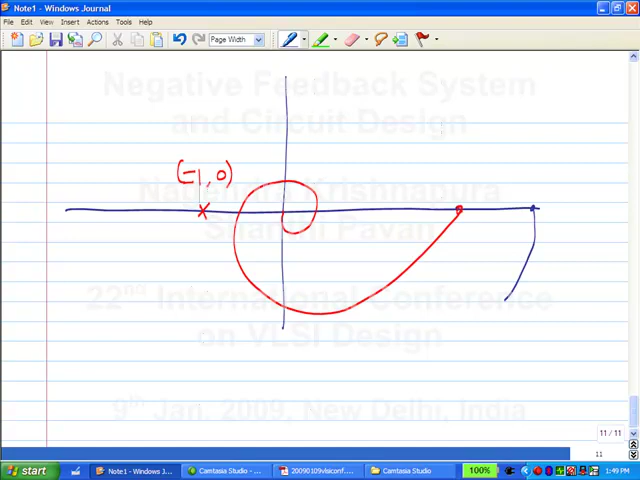 Note1 - Windows Journal
File Edit View Insert Actions Tools Help
Page Width
Negative Feedback System
and Circuit Design
(-1, 0)
Shanthi Pavan
22nd International Conference
on VLSI Design
9th Jan, 2009, New Delhi, India
11 / 11
11
start
Note1 - Windows J...
Camtasia Studio - ...
20090109vlsiconf....
Camtasia Studio
100%
1:49 PM